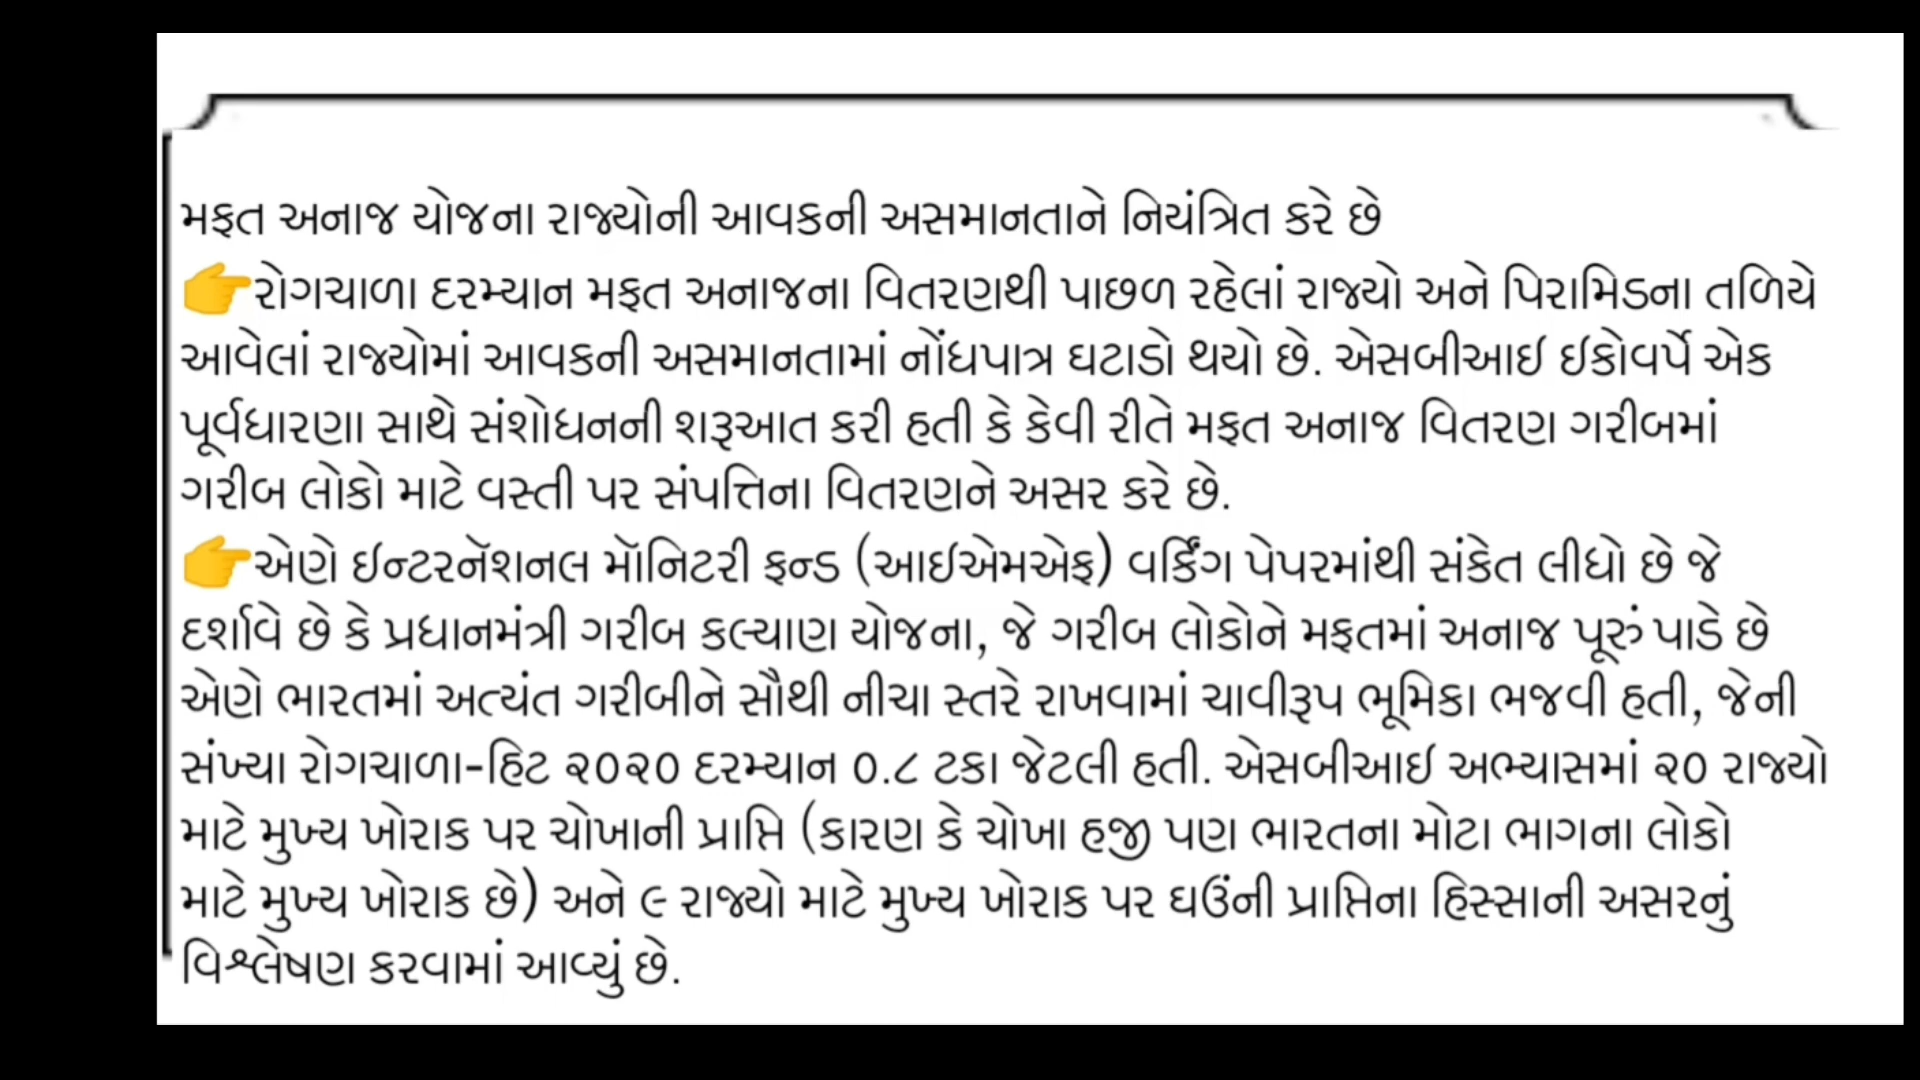 મફત અનાજ યોજના રાજ્યોની આવકની અસમાનતાને નિયંત્રિત કરે છે
👉રોગચાળા દરમ્યાન મફત અનાજના વિતરણથી પાછળ રહેલાં રાજ્યો અને પિરામિડના તળિયે
આવેલાં રાજ્યોમાં આવકની અસમાનતામાં નોંધપાત્ર ઘટાડો થયો છે. એસબીઆઈ ઈકોવર્પે એક
પૂર્વધારણા સાથે સંશોધનની શરૂઆત કરી હતી કે કેવી રીતે મફત અનાજ વિતરણ ગરીબમાં
ગરીબ લોકો માટે વસ્તી પર સંપત્તિના વિતરણને અસર કરે છે.
👉એણે ઈન્ટરનૅશનલ મૉનિટરી ફન્ડ (આઈએમએફ) વર્કિંગ પેપરમાંથી સંકેત લીધો છે જે
દર્શાવે છે કે પ્રધાનમંત્રી ગરીબ કલ્યાણ યોજના, જે ગરીબ લોકોને મફતમાં અનાજ પૂરું પાડે છે
એણે ભારતમાં અત્યંત ગરીબીને સૌથી નીચા સ્તરે રાખવામાં ચાવીરૂપ ભૂમિકા ભજવી હતી, જેની
સંખ્યા રોગચાળા-હિટ ૨૦૨૦ દરમ્યાન ૦.૮ ટકા જેટલી હતી. એસબીઆઈ અભ્યાસમાં ૨૦ રાજ્યો
માટે મુખ્ય ખોરાક પર ચોખાની પ્રાપ્તિ (કારણ કે ચોખા હજી પણ ભારતના મોટા ભાગના લોકો
માટે મુખ્ય ખોરાક છે) અને ૯ રાજ્યો માટે મુખ્ય ખોરાક પર ઘઉંની પ્રાપ્તિના હિસ્સાની અસરનું
વિશ્લેષણ કરવામાં આવ્યું છે.